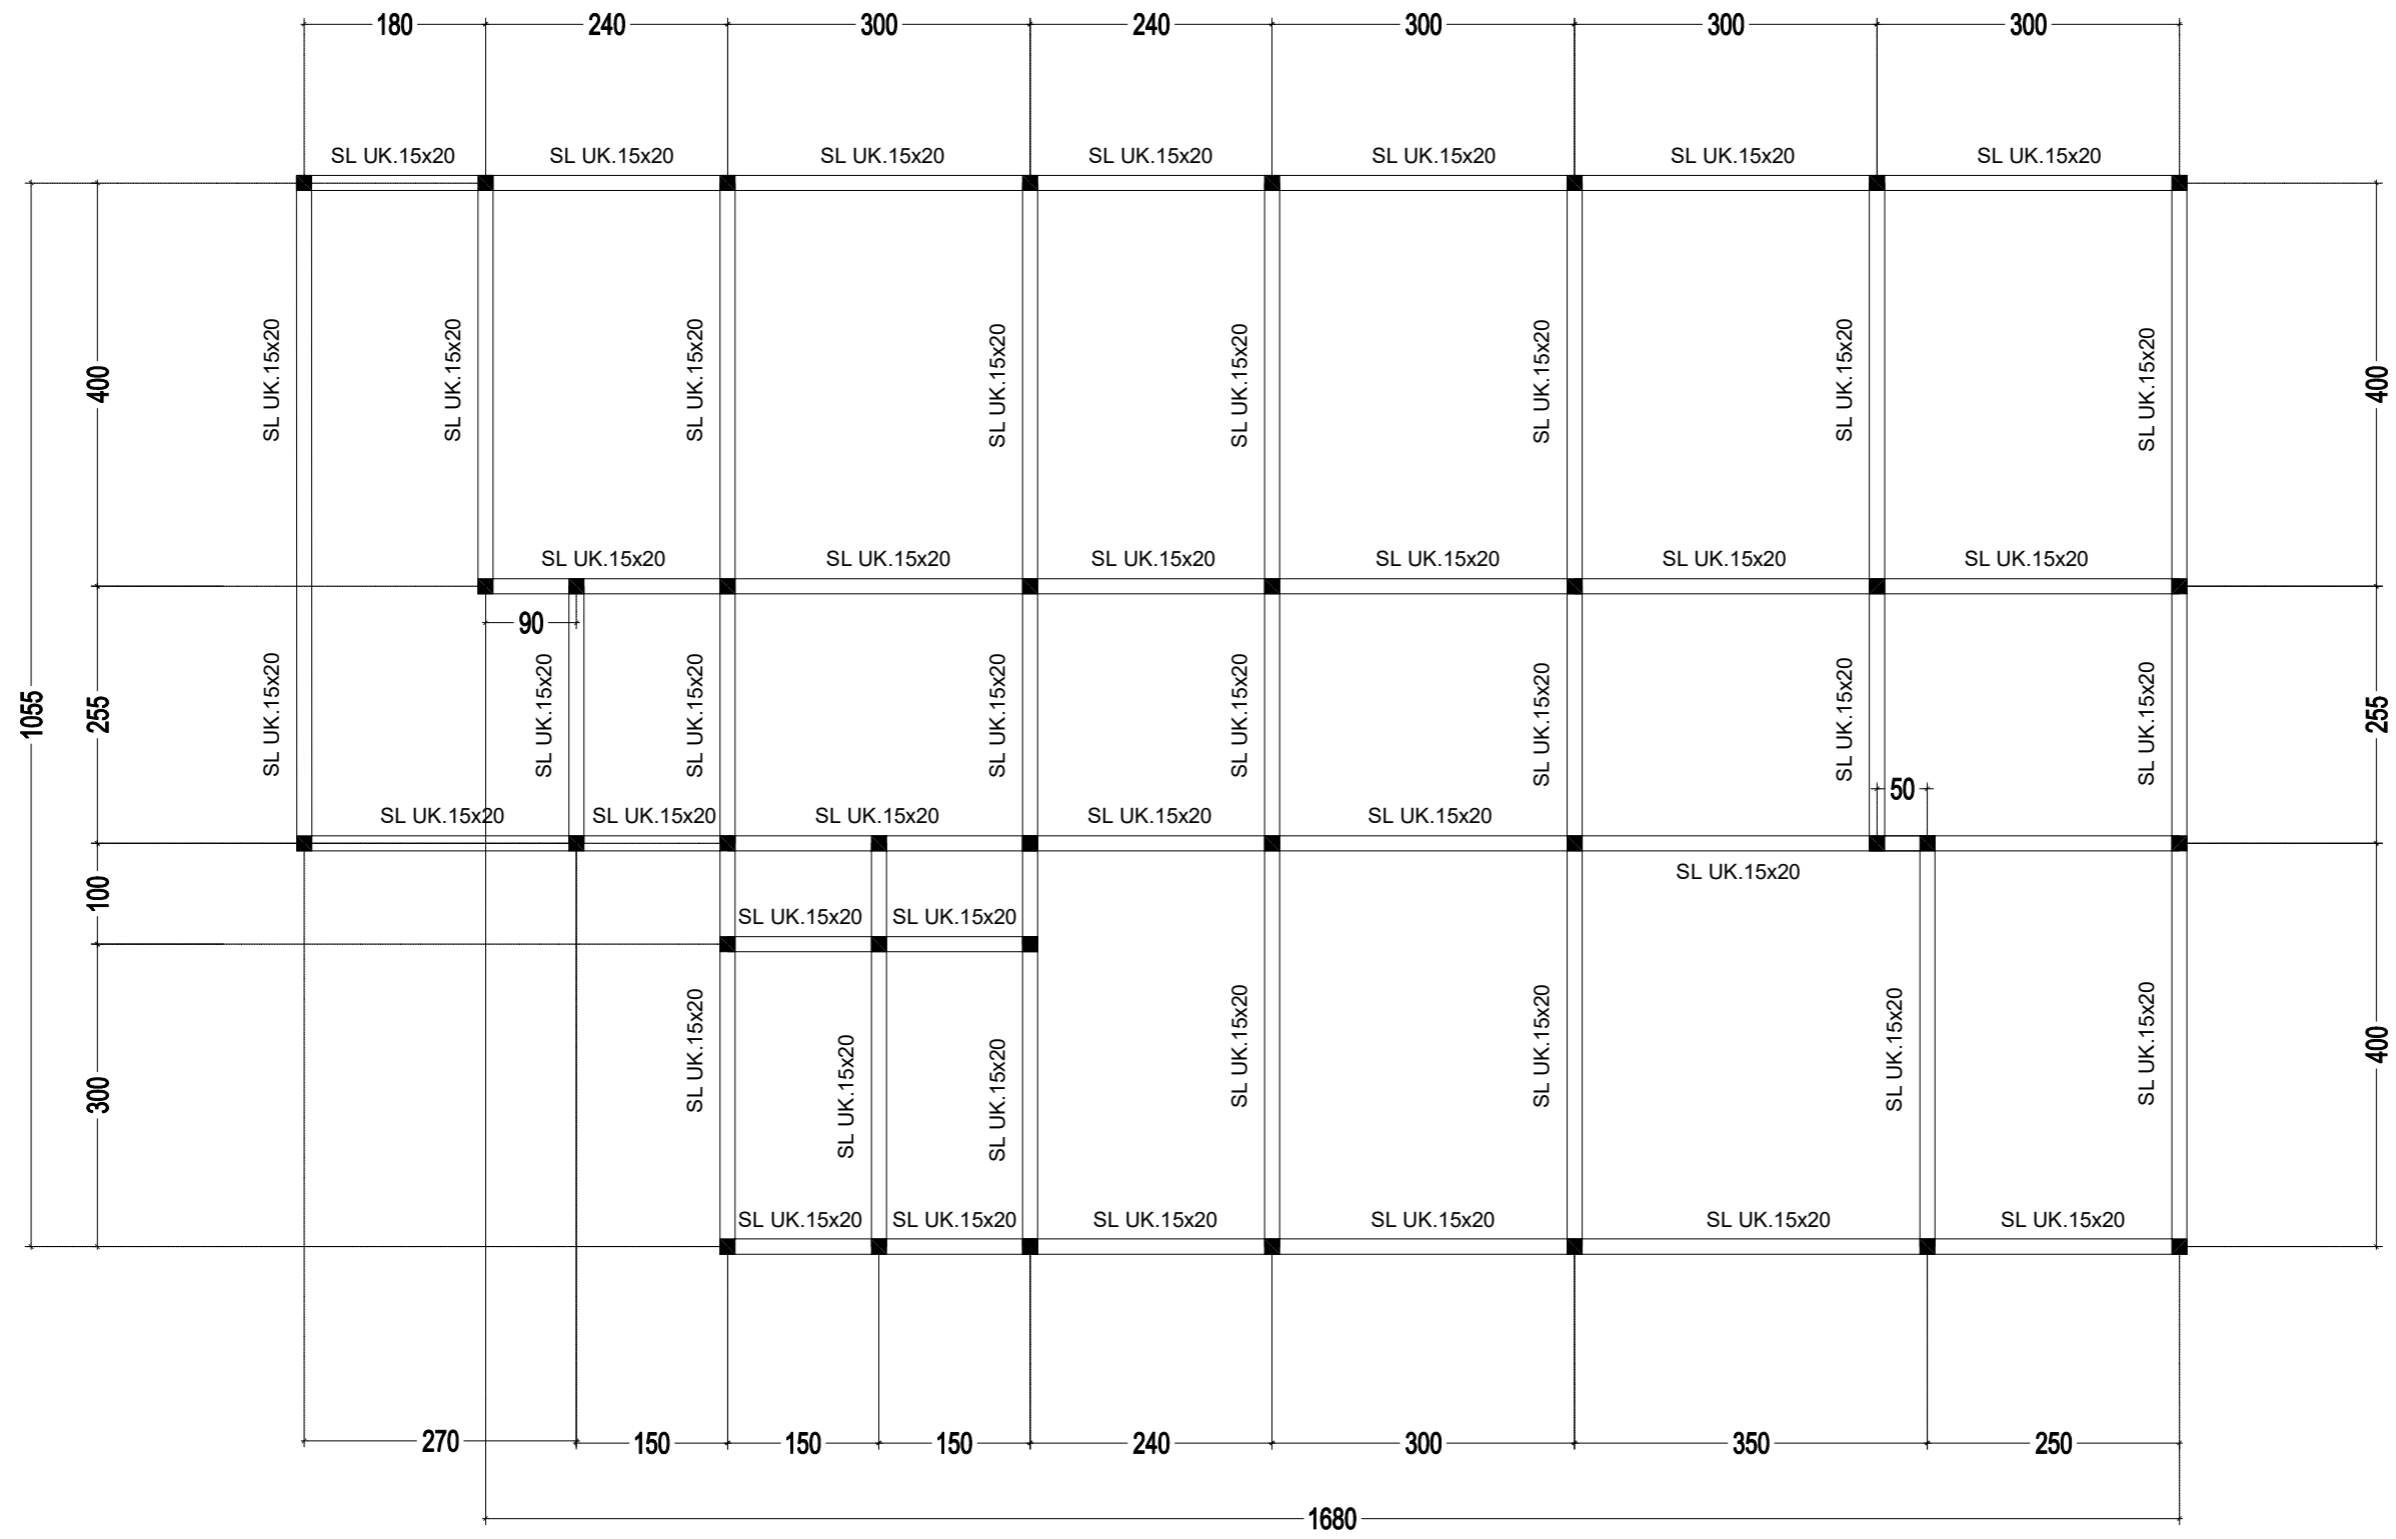 180 240 300 240 300 300 300
SL UK.15x20 SL UK.15x20 SL UK.15x20 SL UK.15x20 SL UK.15x20 SL UK.15x20 SL UK.15x20
400 SL UK.15x20 SL UK.15x20 SL UK.15x20 SL UK.15x20 SL UK.15x20 SL UK.15x20 SL UK.15x20 SL UK.15x20 400
SL UK.15x20 SL UK.15x20 SL UK.15x20 SL UK.15x20 SL UK.15x20 SL UK.15x20
90
1055 255 SL UK.15x20 SL UK.15x20 SL UK.15x20 SL UK.15x20 SL UK.15x20 SL UK.15x20 SL UK.15x20 SL UK.15x20 255
50
SL UK.15x20 SL UK.15x20 SL UK.15x20 SL UK.15x20 SL UK.15x20
SL UK.15x20
100
SL UK.15x20 SL UK.15x20
300 SL UK.15x20 SL UK.15x20 SL UK.15x20 SL UK.15x20 SL UK.15x20 SL UK.15x20 SL UK.15x20 400
SL UK.15x20 SL UK.15x20 SL UK.15x20 SL UK.15x20 SL UK.15x20 SL UK.15x20
270 150 150 150 240 300 350 250
1680